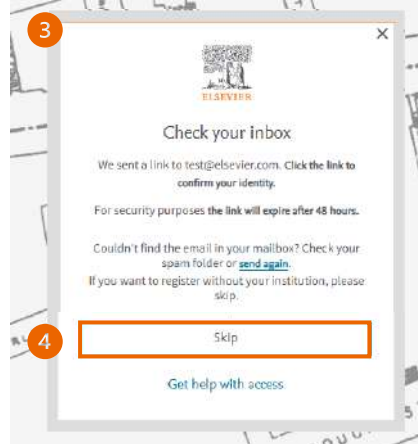 3
ELSEVIER
Check your inbox
We sent a link to test@elsevier.com. Click the link to
confirm your identity.
For security purposes the link will expire after 48 hours.
Couldn't find the email in your mailbox? Check your
spam folder or send again.
If you want to register without your institution, please
skip.
4
Skip
Get help with access